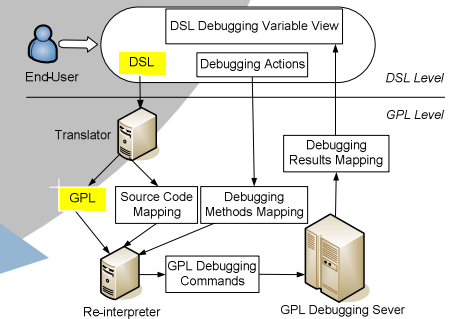 DSL Debugging Variable View
DSL
Debugging Actions
End-User
DSL Level
GPL Level
Translator
Debugging
Results Mapping
GPL
Source Code
Mapping
Debugging
Methods Mapping
GPL Debugging
Commands
Re-interpreter
GPL Debugging Sever